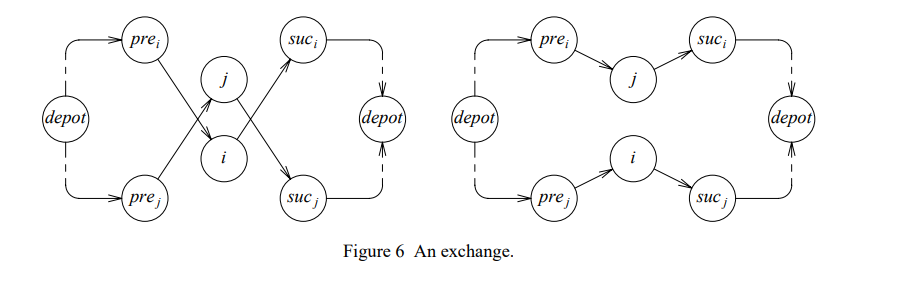 pre_i suc_i pre_i suc_i
j j
depot depot depot depot
i i
pre_j suc_j pre_j suc_j
Figure 6 An exchange.